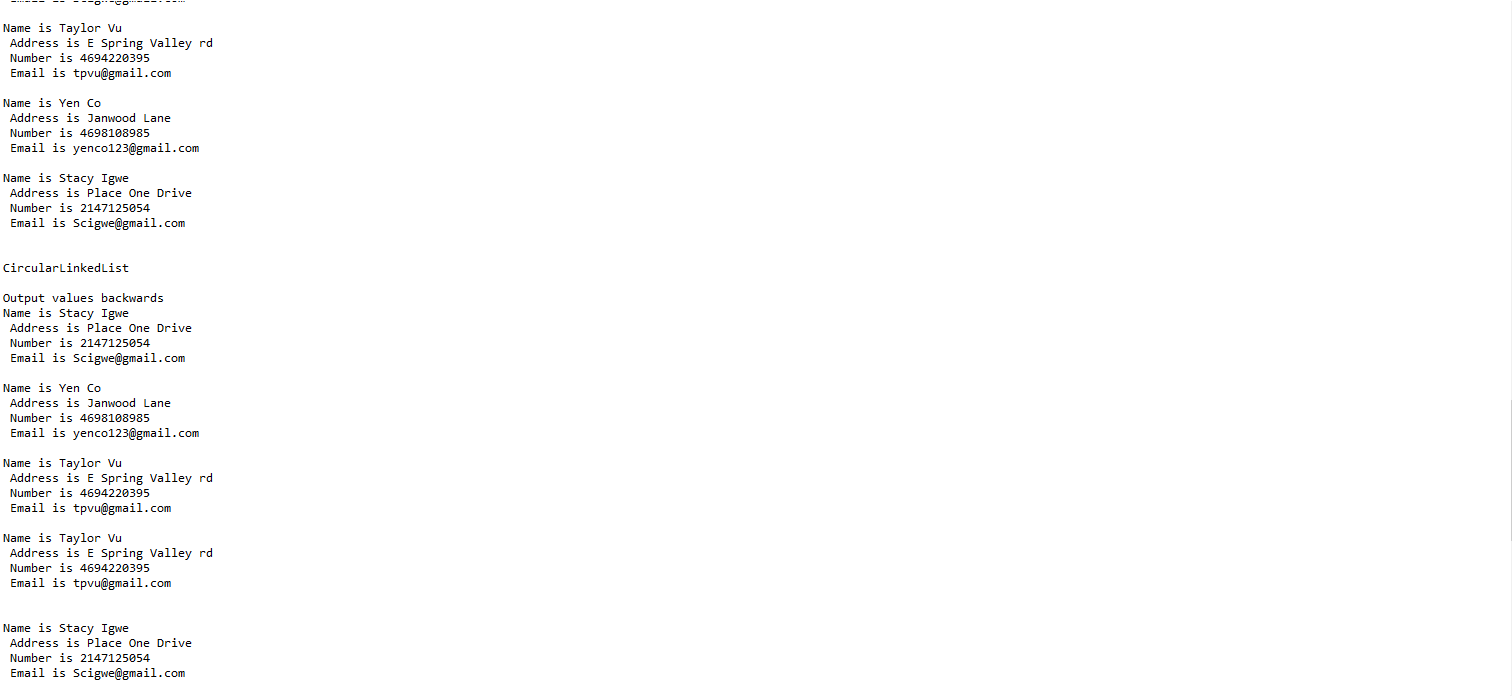 Name is Taylor Vu
Address is E Spring Valley rd
Number is 4694220395
Email is tpvu@gmail.com
Name is Yen Co
Address is Janwood Lane
Number is 4698108985
Email is yenco123@gmail.com
Name is Stacy Igwe
Address is Place One Drive
Number is 2147125054
Email is Scigwe@gmail.com
CircularLinkedList
Output values backwards
Name is Stacy Igwe
Address is Place One Drive
Number is 2147125054
Email is Scigwe@gmail.com
Name is Yen Co
Address is Janwood Lane
Number is 4698108985
Email is yenco123@gmail.com
Name is Taylor Vu
Address is E Spring Valley rd
Number is 4694220395
Email is tpvu@gmail.com
Name is Taylor Vu
Address is E Spring Valley rd
Number is 4694220395
Email is tpvu@gmail.com
Name is Stacy Igwe
Address is Place One Drive
Number is 2147125054
Email is Scigwe@gmail.com